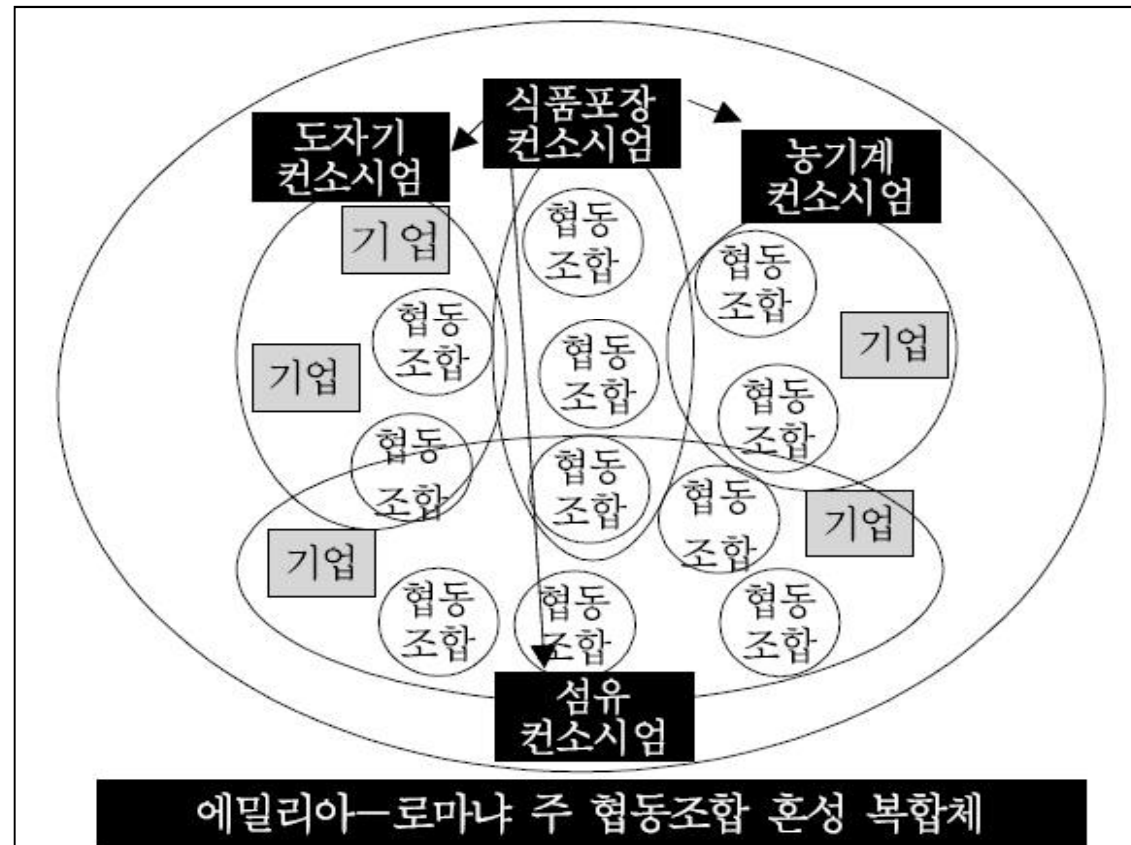 식품포장
컨소시엄
도자기
컨소시엄
농기계
컨소시엄
기업
협동
조합
협동
조합
협동
조합
기업
협동
조합
기업
협동
조합
협동
조합
협동
조합
협동
조합
기업
기업
협동
조합
협동
조합
협동
조합
섬유
컨소시엄
에밀리아-로마냐 주 협동조합 혼성 복합체